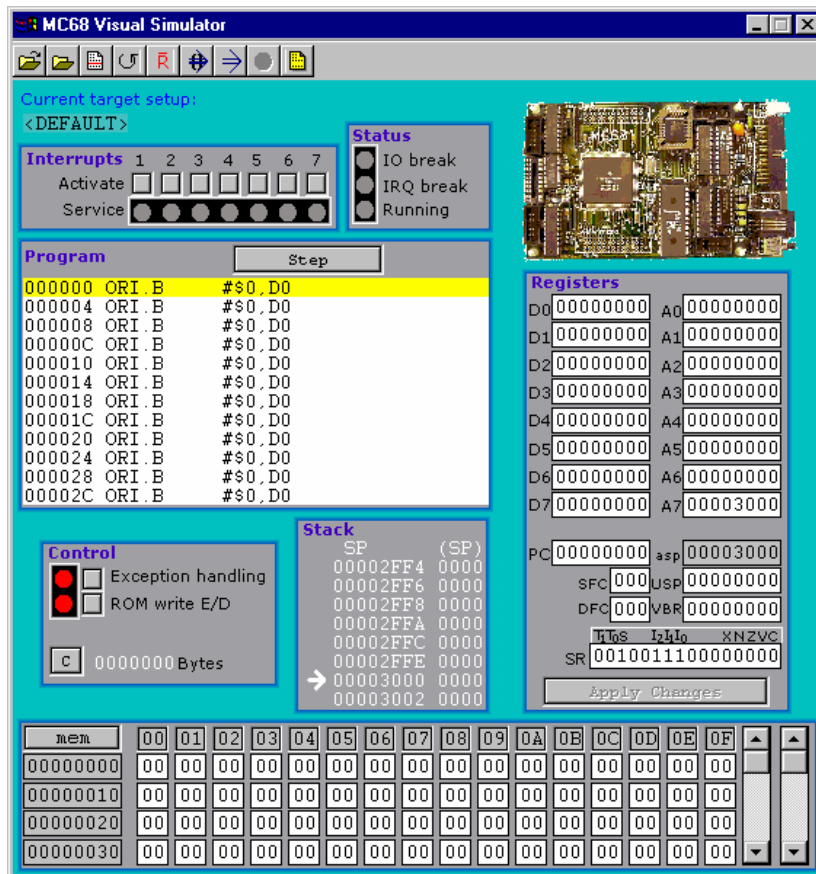 MC68 Visual Simulator
Current target setup:
<DEFAULT>
Interrupts 1 2 3 4 5 6 7
Activate
Service
Status
IO break
IRQ break
Running
MC68
Program Step
000000 ORI.B #$0,D0
000004 ORI.B #$0,D0
000008 ORI.B #$0,D0
00000C ORI.B #$0,D0
000010 ORI.B #$0,D0
000014 ORI.B #$0,D0
000018 ORI.B #$0,D0
00001C ORI.B #$0,D0
000020 ORI.B #$0,D0
000024 ORI.B #$0,D0
000028 ORI.B #$0,D0
00002C ORI.B #$0,D0
Registers
D0 00000000 A0 00000000
D1 00000000 A1 00000000
D2 00000000 A2 00000000
D3 00000000 A3 00000000
D4 00000000 A4 00000000
D5 00000000 A5 00000000
D6 00000000 A6 00000000
D7 00000000 A7 00003000
PC 00000000 asp 00003000
SFC 000 USP 00000000
DFC 000 VBR 00000000
T1T0S I2I1I0 XNZVC
SR 0010011100000000
Apply Changes
Control
Exception handling
ROM write E/D
C 0000000 Bytes
Stack
SP (SP)
00002FF4 0000
00002FF6 0000
00002FF8 0000
00002FFA 0000
00002FFC 0000
00002FFE 0000
00003000 0000
00003002 0000
mem 00 01 02 03 04 05 06 07 08 09 0A 0B 0C 0D 0E 0F
00000000 00 00 00 00 00 00 00 00 00 00 00 00 00 00 00 00
00000010 00 00 00 00 00 00 00 00 00 00 00 00 00 00 00 00
00000020 00 00 00 00 00 00 00 00 00 00 00 00 00 00 00 00
00000030 00 00 00 00 00 00 00 00 00 00 00 00 00 00 00 00